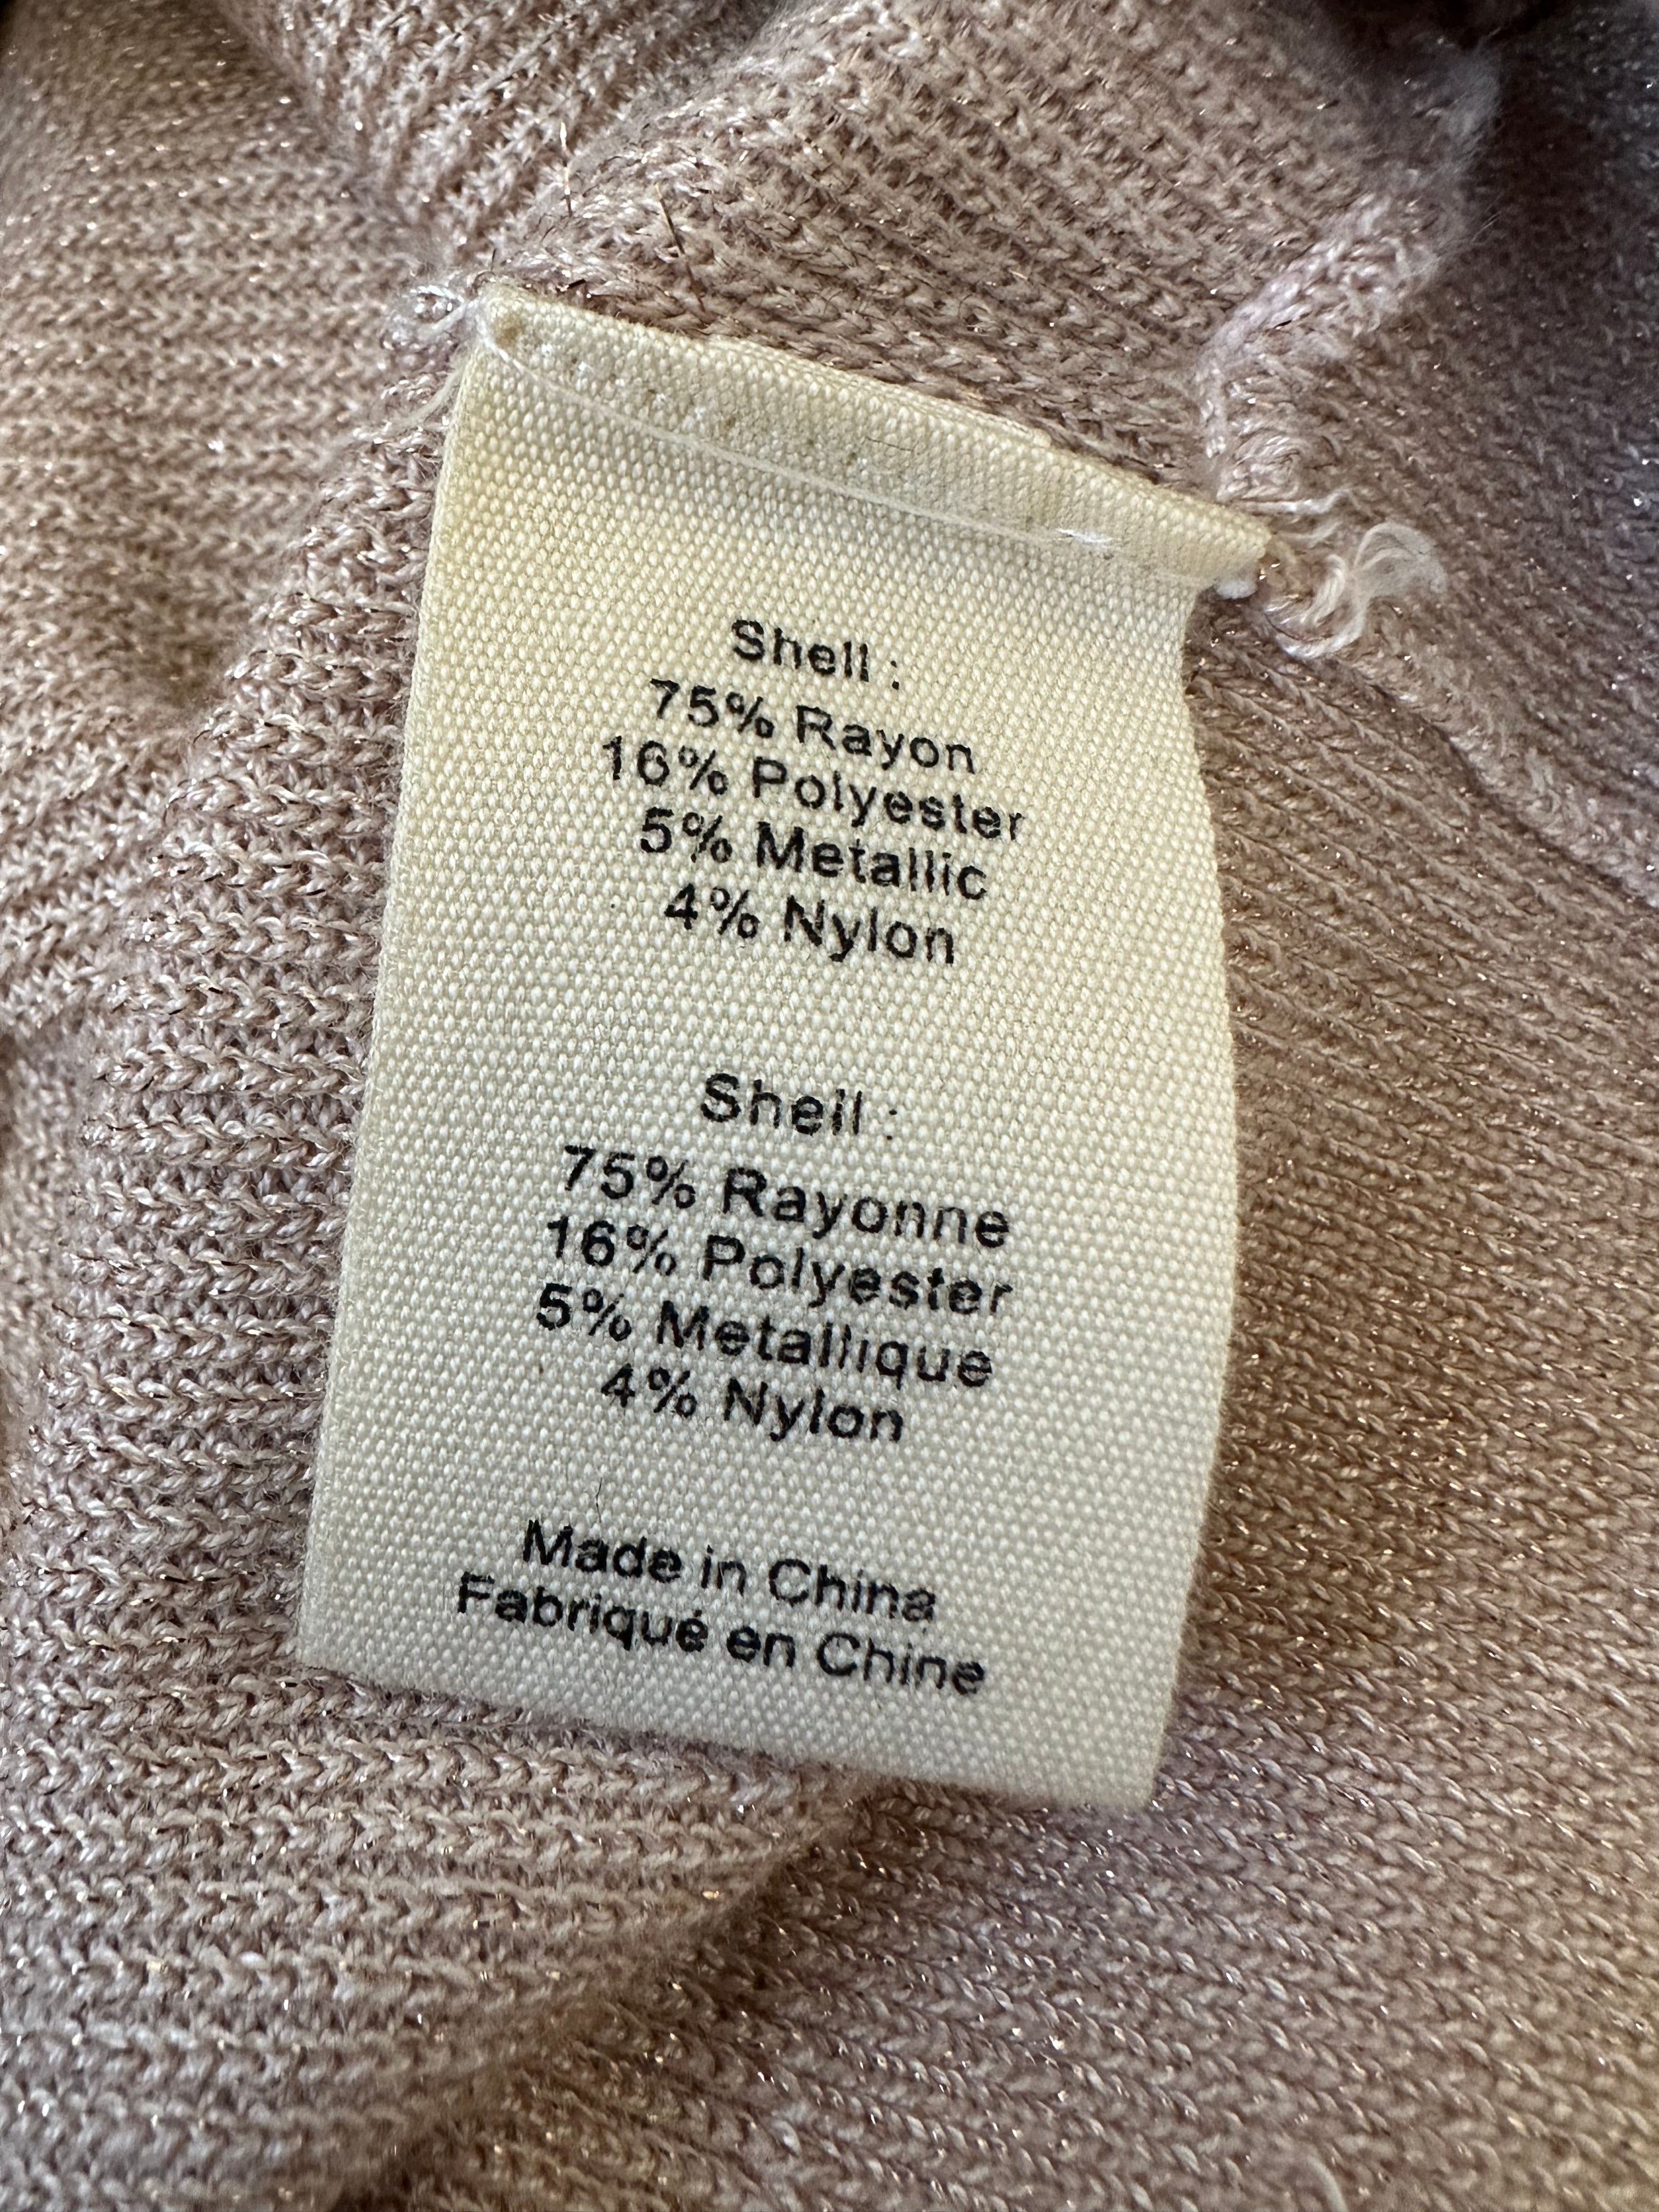 Shell :
75% Rayon
16% Polyester
5% Metallic
4% Nylon
Shell :
75% Rayonne
16% Polyester
5% Metallique
4% Nylon
Made in China
Fabriqué en Chine